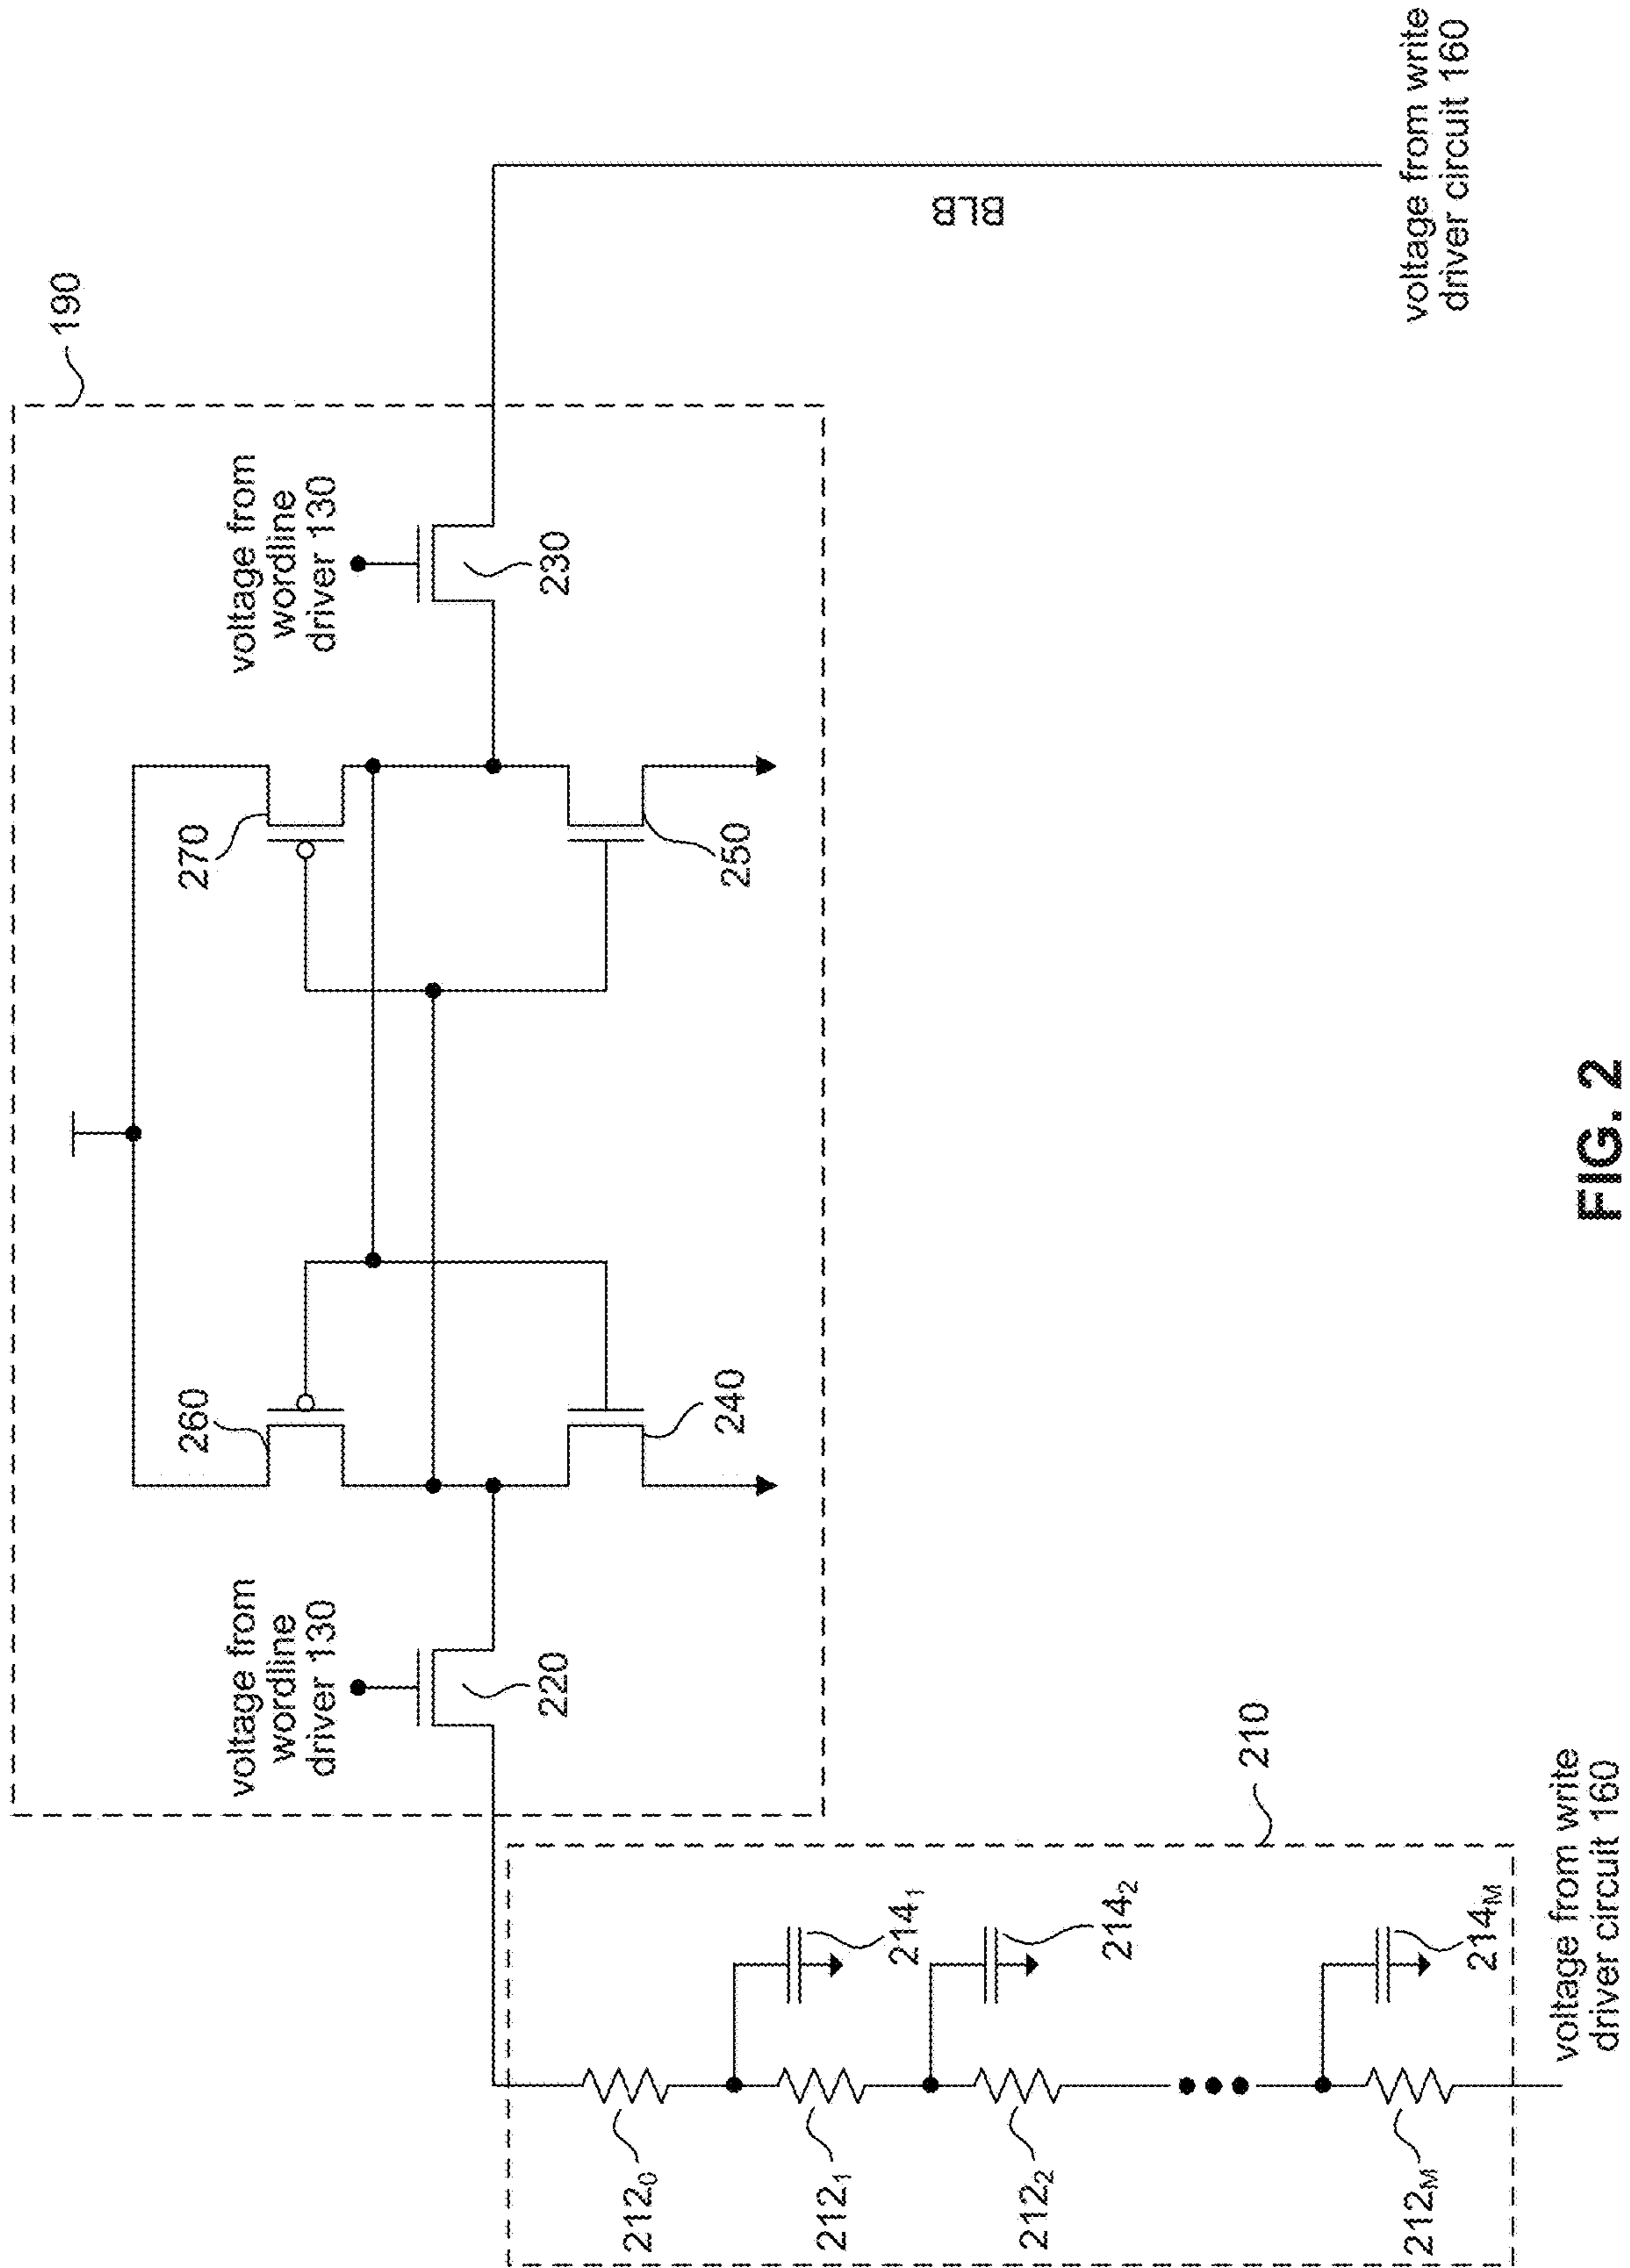 190
voltage from
wordline
driver 130
voltage from
wordline
driver 130
260
270
220
230
240
250
BLB
210
212₀
214₁
212₁
214₂
212₂
214M
212M
voltage from write
driver circuit 160
voltage from write
driver circuit 160
FIG. 2